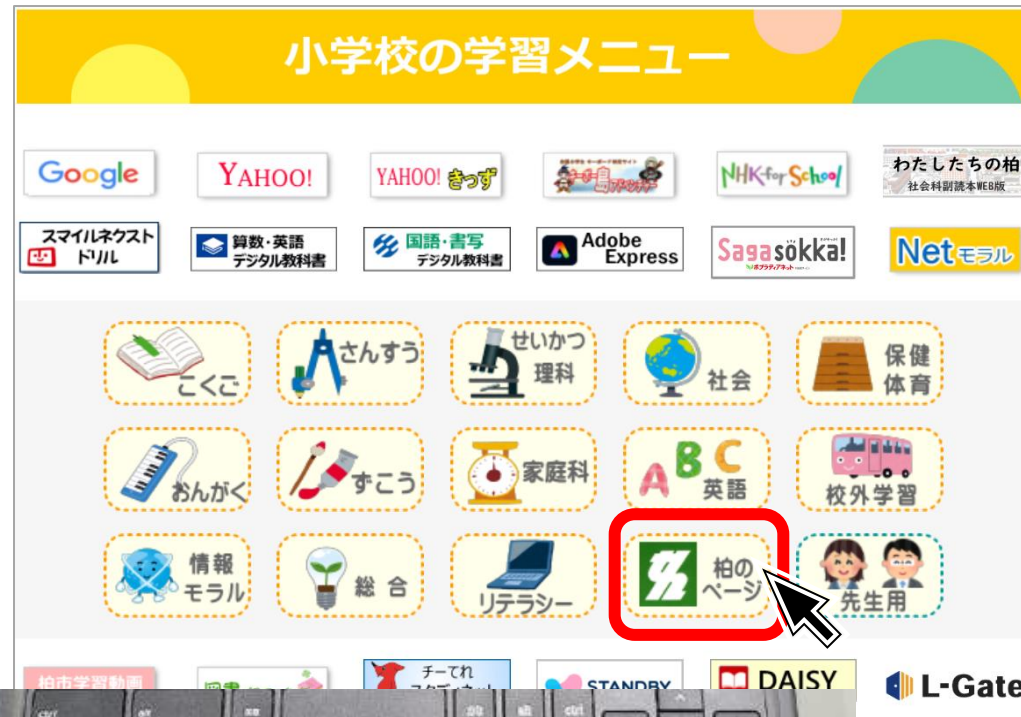 小学校の学習メニュー
Google
YAHOO!
YAHOO! きっず
NHK for School
わたしたちの柏
社会科副読本WEB版
スマイルネクスト
ドリル
算数・英語
デジタル教科書
国語・書写
デジタル教科書
Adobe
Express
Sagasokka!
Netモラル
こくご
さんすう
せいかつ
理科
社会
保健
体育
おんがく
ずこう
家庭科
ABC
英語
校外学習
情報
モラル
総合
リテラシー
柏の
ページ
先生用
柏市学習動画
チーてれ
STANDBY
DAISY
L-Gate